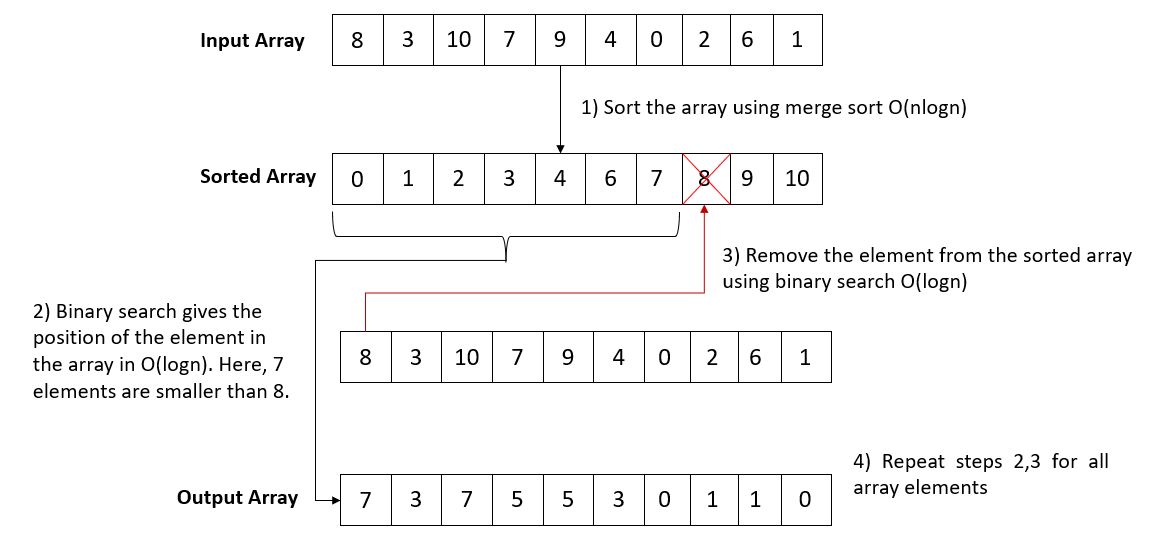 Input Array 8 3 10 7 9 4 0 2 6 1
1) Sort the array using merge sort O(nlogn)
Sorted Array 0 1 2 3 4 6 7 8 9 10
3) Remove the element from the sorted array
using binary search O(logn)
2) Binary search gives the
position of the element in
the array in O(logn). Here, 7
elements are smaller than 8.
8 3 10 7 9 4 0 2 6 1
4) Repeat steps 2,3 for all
array elements
Output Array 7 3 7 5 5 3 0 1 1 0